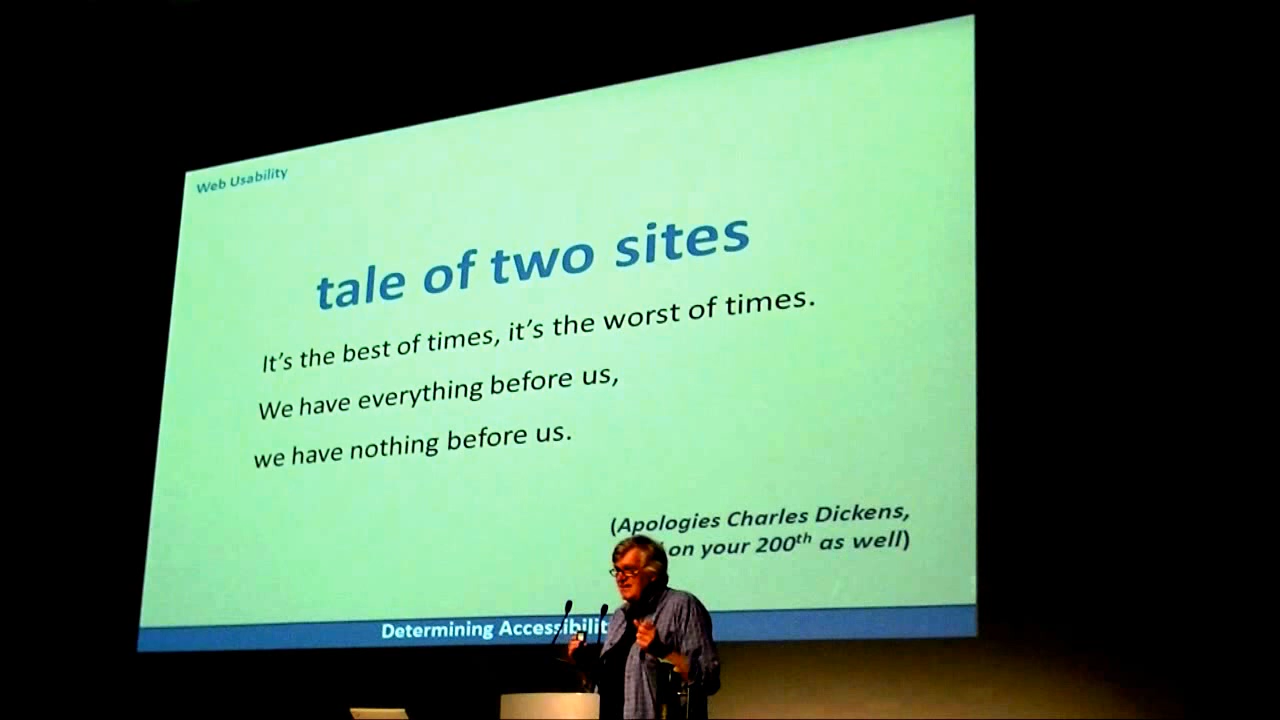 Web Usability
tale of two sites
It's the best of times, it's the worst of times.
We have everything before us,
we have nothing before us.
(Apologies Charles Dickens,
on your 200th as well)
Determining Accessibilit